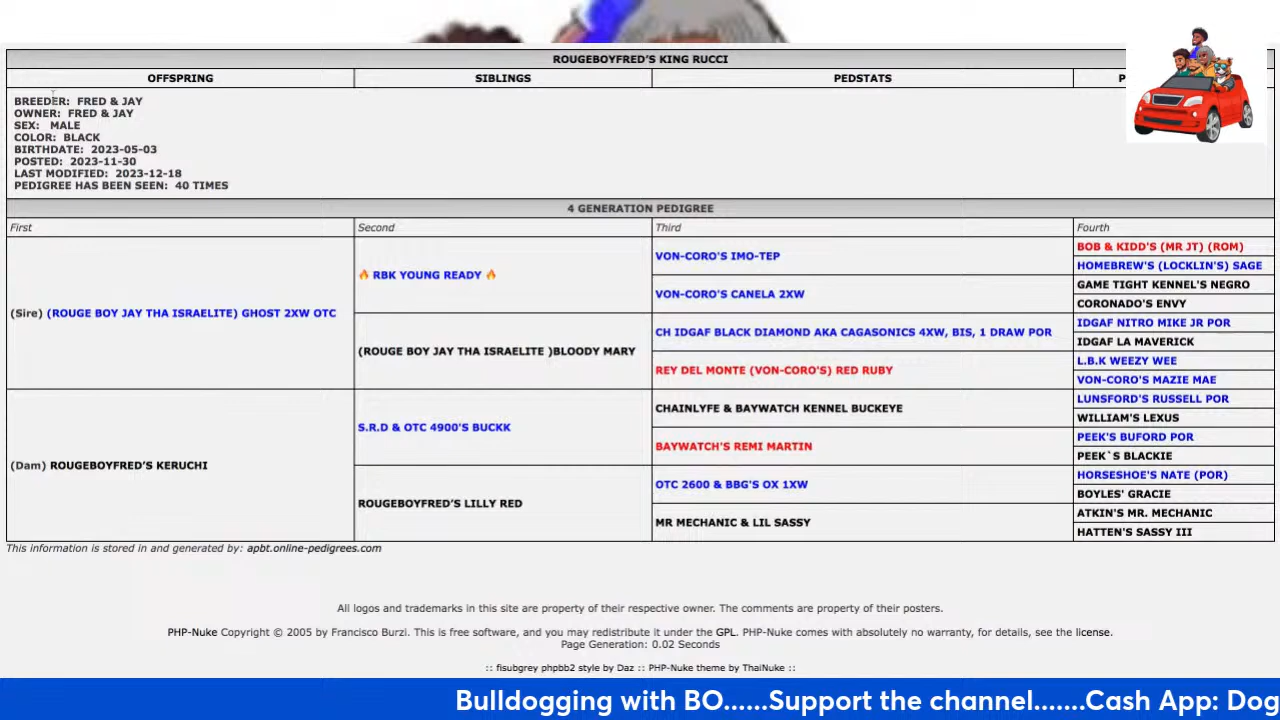 ROUGEBOYFRED'S KING RUCCI
OFFSPRING SIBLINGS PEDSTATS P
BREEDER: FRED & JAY
OWNER: FRED & JAY
SEX: MALE
COLOR: BLACK
BIRTHDATE: 2023-05-03
POSTED: 2023-11-30
LAST MODIFIED: 2023-12-18
PEDIGREE HAS BEEN SEEN: 40 TIMES
4 GENERATION PEDIGREE
First Second Third Fourth
(Sire) (ROUGE BOY JAY THA ISRAELITE) GHOST 2XW OTC
🔥 RBK YOUNG READY 🔥
VON-CORO'S IMO-TEP
BOB & KIDD'S (MR JT) (ROM)
HOMEBREW'S (LOCKLIN'S) SAGE
VON-CORO'S CANELA 2XW
GAME TIGHT KENNEL'S NEGRO
CORONADO'S ENVY
(ROUGE BOY JAY THA ISRAELITE )BLOODY MARY
CH IDGAF BLACK DIAMOND AKA CAGASONICS 4XW, BIS, 1 DRAW POR
IDGAF NITRO MIKE JR POR
IDGAF LA MAVERICK
REY DEL MONTE (VON-CORO'S) RED RUBY
L.B.K WEEZY WEE
VON-CORO'S MAZIE MAE
(Dam) ROUGEBOYFRED'S KERUCHI
S.R.D & OTC 4900'S BUCKK
CHAINLYFE & BAYWATCH KENNEL BUCKEYE
LUNSFORD'S RUSSELL POR
WILLIAM'S LEXUS
BAYWATCH'S REMI MARTIN
PEEK'S BUFORD POR
PEEK`S BLACKIE
ROUGEBOYFRED'S LILLY RED
OTC 2600 & BBG'S OX 1XW
HORSESHOE'S NATE (POR)
BOYLES' GRACIE
MR MECHANIC & LIL SASSY
ATKIN'S MR. MECHANIC
HATTEN'S SASSY III
This information is stored in and generated by: apbt.online-pedigrees.com
All logos and trademarks in this site are property of their respective owner. The comments are property of their posters.
PHP-Nuke Copyright © 2005 by Francisco Burzi. This is free software, and you may redistribute it under the GPL. PHP-Nuke comes with absolutely no warranty, for details, see the license.
Page Generation: 0.02 Seconds
:: fisubgrey phpbb2 style by Daz :: PHP-Nuke theme by ThaiNuke ::
Bulldogging with BO......Support the channel.......Cash App: Dog